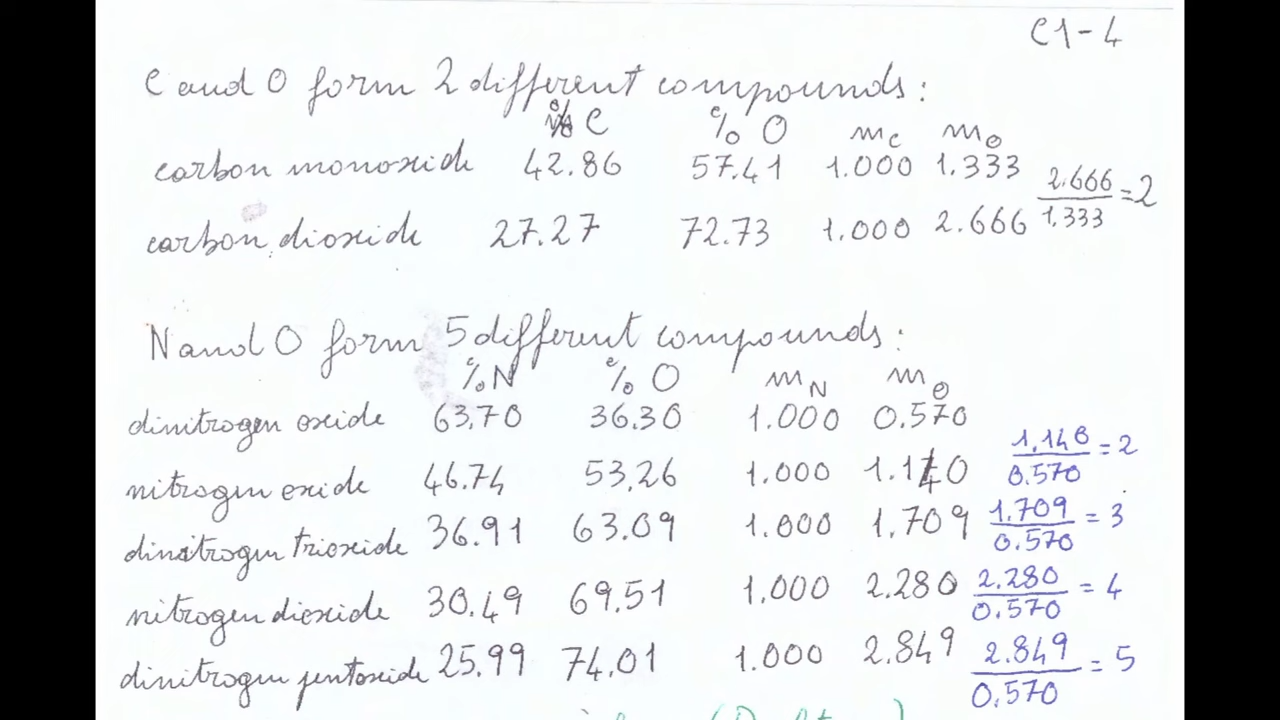 C1-4
C and O form 2 different compounds:
% C % O mC mO
carbon monoxide 42.86 57.41 1.000 1.333 2.666/1.333 = 2
carbon dioxide 27.27 72.73 1.000 2.666
N and O form 5 different compounds:
% N % O mN mO
dinitrogen oxide 63,70 36.30 1.000 0.570
nitrogen oxide 46.74 53,26 1.000 1.140 1.140/0.570 = 2
dinitrogen trioxide 36.91 63.09 1.000 1.709 1.709/0.570 = 3
nitrogen dioxide 30.49 69.51 1.000 2.280 2.280/0.570 = 4
dinitrogen pentoxide 25.99 74.01 1.000 2.849 2.849/0.570 = 5